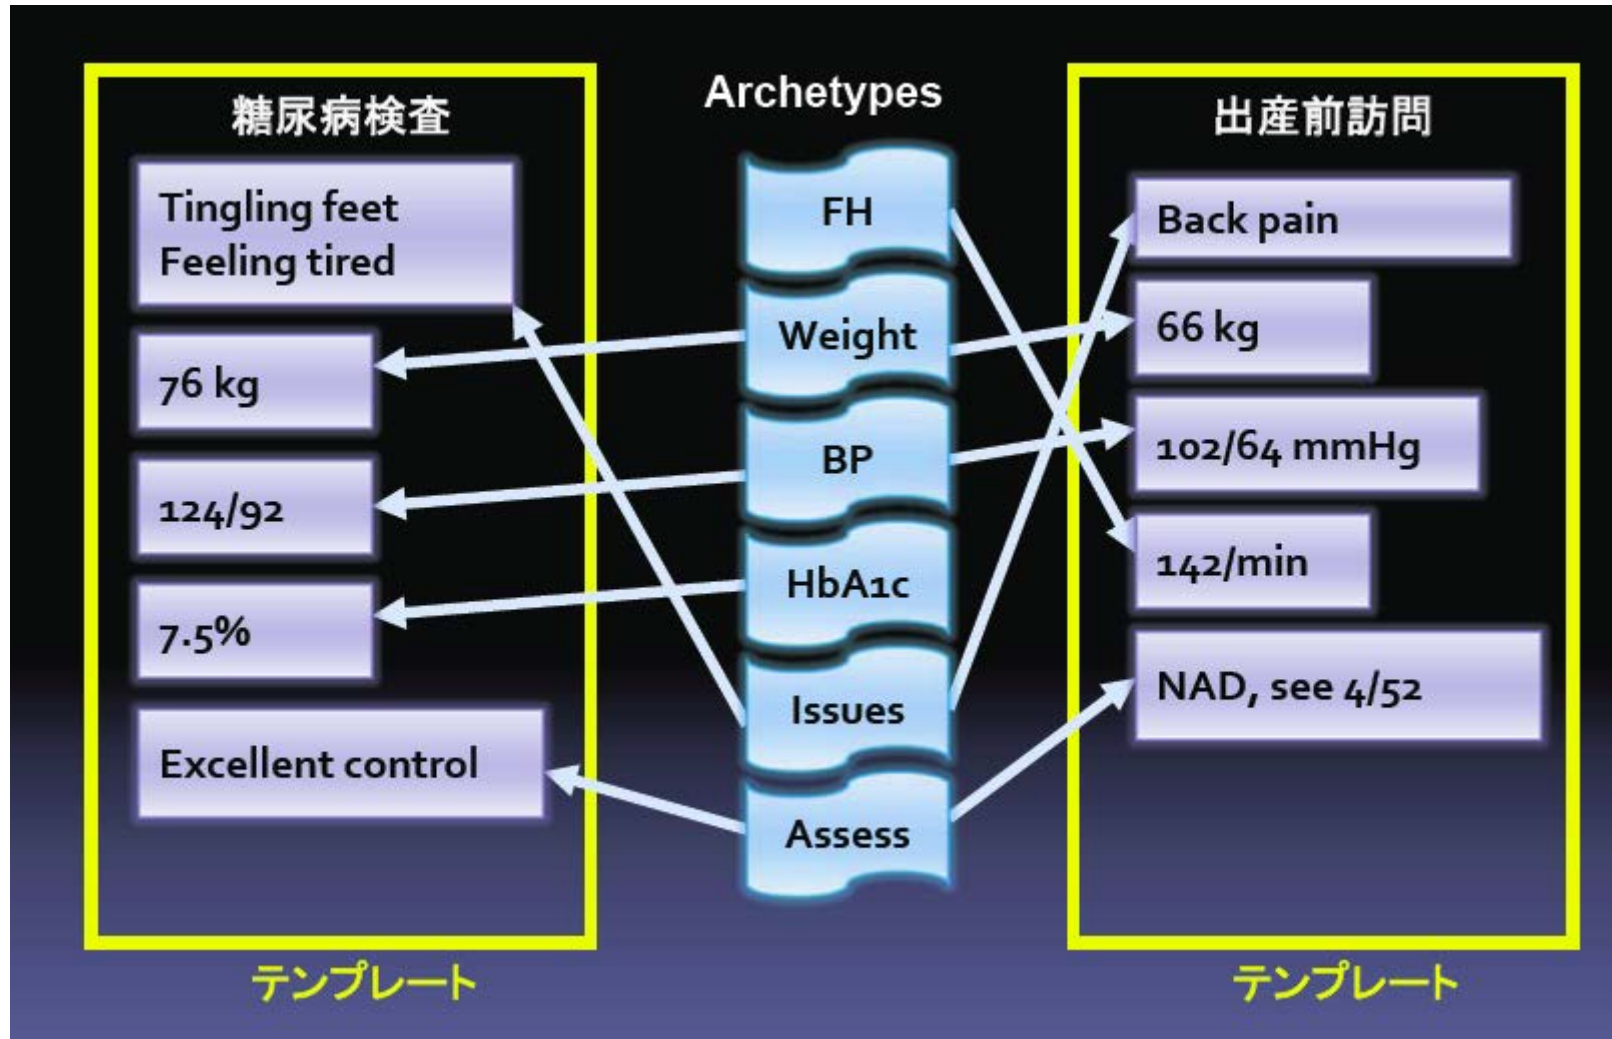 糖尿病検査
Tingling feet
Feeling tired
76 kg
124/92
7.5%
Excellent control
テンプレート
Archetypes
FH
Weight
BP
HbA1c
Issues
Assess
出産前訪問
Back pain
66 kg
102/64 mmHg
142/min
NAD, see 4/52
テンプレート